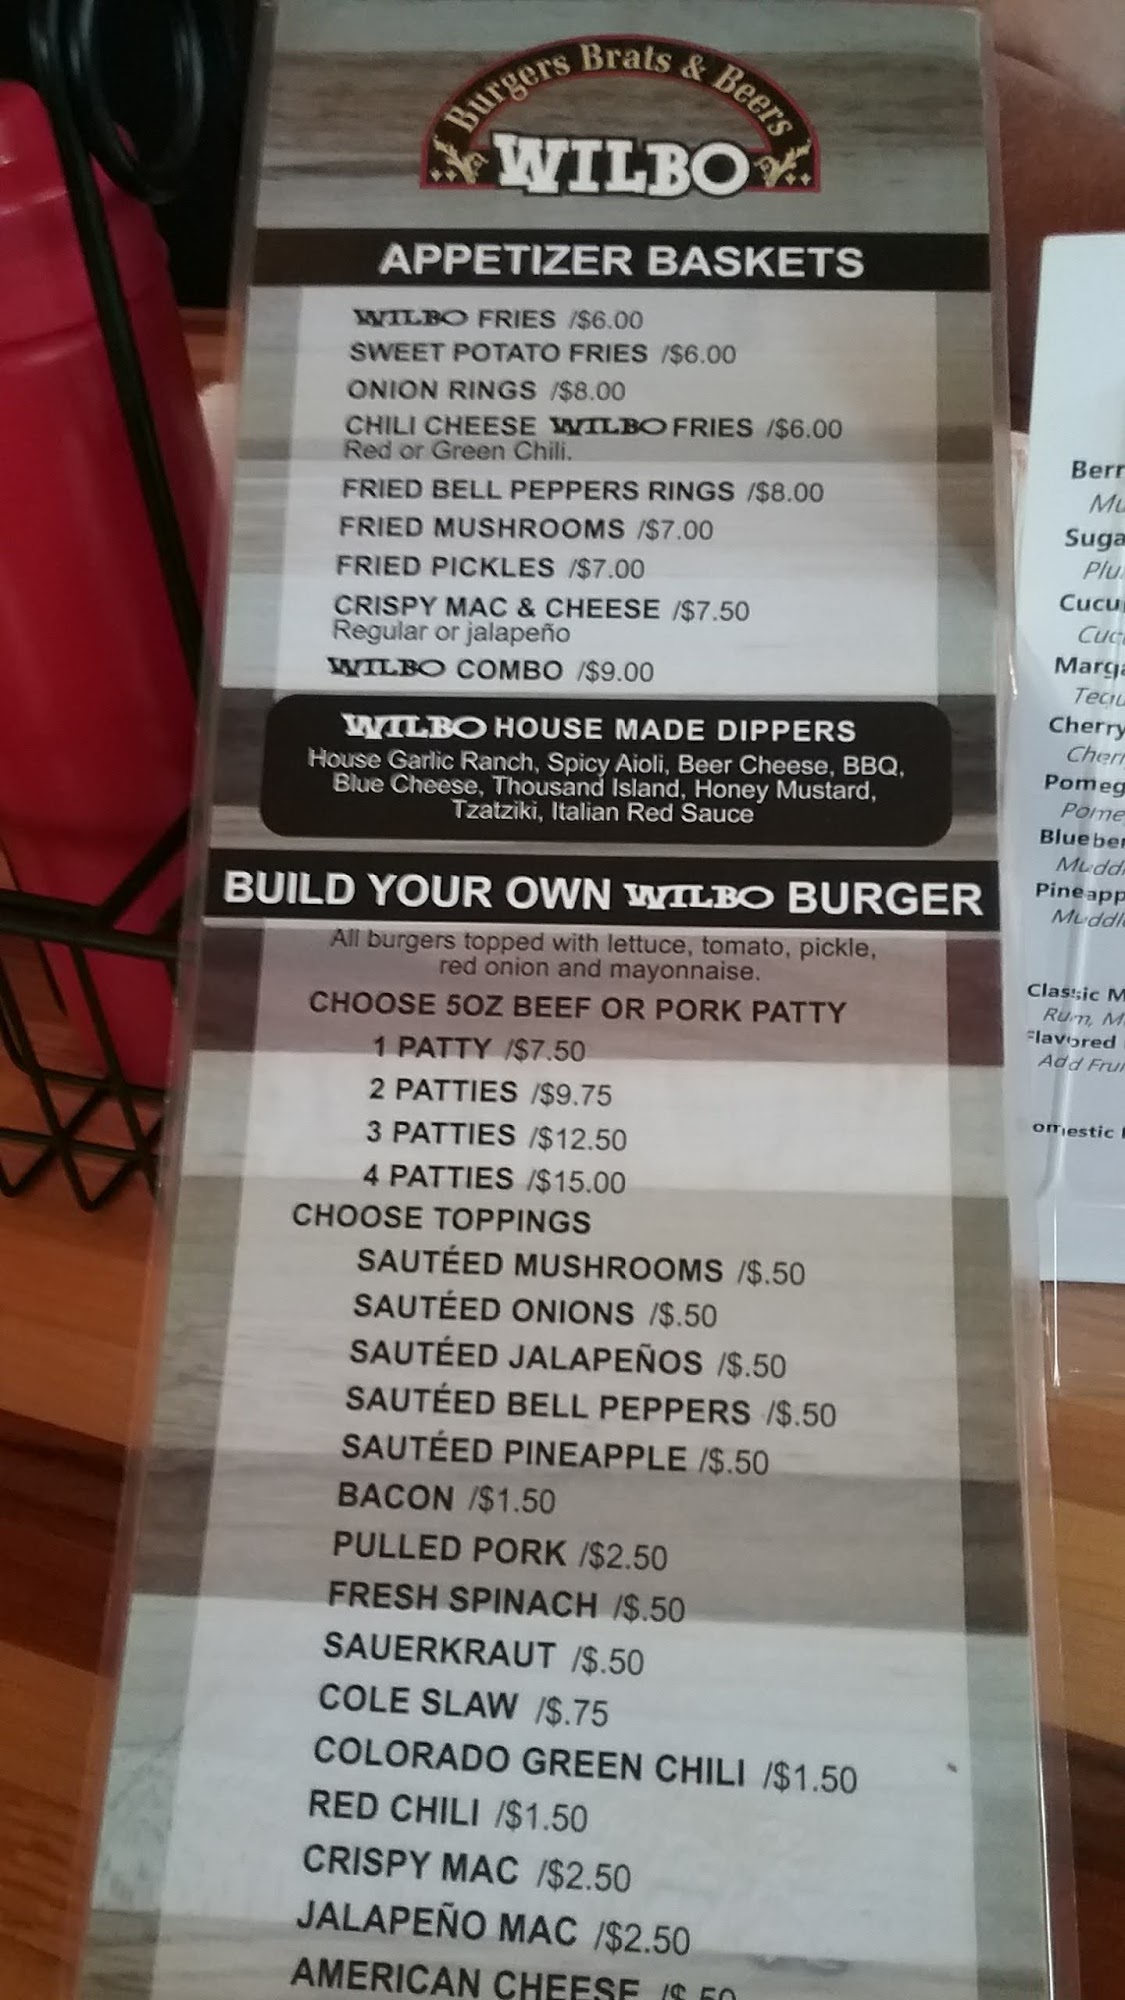 Burgers Brats & Beers
WILBO
APPETIZER BASKETS
WILBO FRIES /$6.00
SWEET POTATO FRIES /$6.00
ONION RINGS /$8.00
CHILI CHEESE WILBO FRIES /$6.00
Red or Green Chili.
FRIED BELL PEPPERS RINGS /$8.00
FRIED MUSHROOMS /$7.00
FRIED PICKLES /$7.00
CRISPY MAC & CHEESE /$7.50
Regular or jalapeño
WILBO COMBO /$9.00
WILBO HOUSE MADE DIPPERS
House Garlic Ranch, Spicy Aioli, Beer Cheese, BBQ,
Blue Cheese, Thousand Island, Honey Mustard,
Tzatziki, Italian Red Sauce
BUILD YOUR OWN WILBO BURGER
All burgers topped with lettuce, tomato, pickle,
red onion and mayonnaise.
CHOOSE 5OZ BEEF OR PORK PATTY
1 PATTY /$7.50
2 PATTIES /$9.75
3 PATTIES /$12.50
4 PATTIES /$15.00
CHOOSE TOPPINGS
SAUTÉED MUSHROOMS /$.50
SAUTÉED ONIONS /$.50
SAUTÉED JALAPEÑOS /$.50
SAUTÉED BELL PEPPERS /$.50
SAUTÉED PINEAPPLE /$.50
BACON /$1.50
PULLED PORK /$2.50
FRESH SPINACH /$.50
SAUERKRAUT /$.50
COLE SLAW /$.75
COLORADO GREEN CHILI /$1.50
RED CHILI /$1.50
CRISPY MAC /$2.50
JALAPEÑO MAC /$2.50
AMERICAN CHEESE /$.50
Cherry
Classic
Rum,
Add